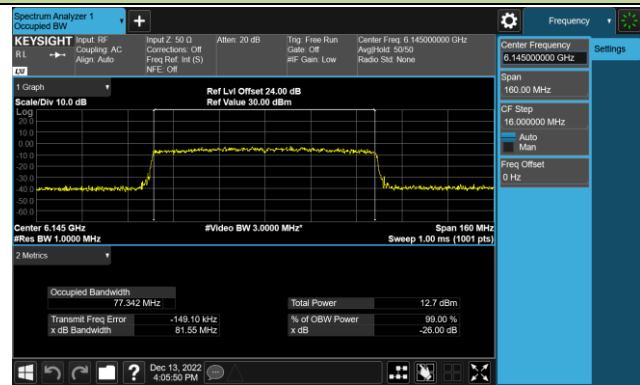 Spectrum Analyzer 1
Occupied BW
Frequency
KEYSIGHT
Input: RF
Coupling: AC
Align: Auto
Input Z: 50 Ω
Corrections: Off
Freq Ref: Int (S)
NFE: Off
Atten: 20 dB
Trig: Free Run
Gate: Off
#IF Gain: Low
Center Freq: 6.145000000 GHz
Avg|Hold: 50/50
Radio Std: None
RL
LXI
Center Frequency
6.145000000 GHz
Settings
Span
160.00 MHz
CF Step
16.000000 MHz
Auto
Man
Freq Offset
0 Hz
1 Graph
Scale/Div 10.0 dB
Ref Lvl Offset 24.00 dB
Ref Value 30.00 dBm
Log
20.0
10.0
0.00
-10.0
-20.0
-30.0
-40.0
-50.0
-60.0
Center 6.145 GHz
#Video BW 3.0000 MHz*
Span 160 MHz
#Res BW 1.0000 MHz
Sweep 1.00 ms (1001 pts)
2 Metrics
Occupied Bandwidth
77.342 MHz
Total Power 12.7 dBm
Transmit Freq Error -149.10 kHz
% of OBW Power 99.00 %
x dB Bandwidth 81.55 MHz
x dB -26.00 dB
?
Dec 13, 2022
4:05:50 PM